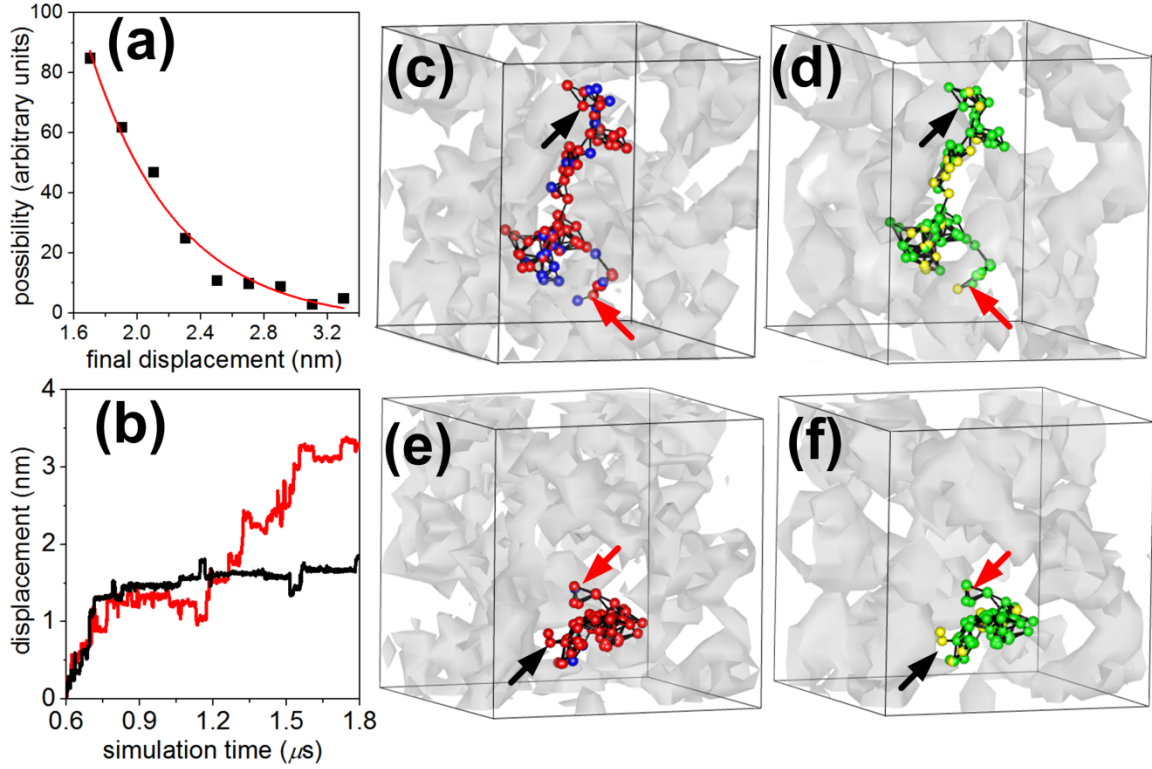 (a)
possibility (arbitrary units)
100
80
60
40
20
0
1.6 2.0 2.4 2.8 3.2
final displacement (nm)
(b)
displacement (nm)
4
3
2
1
0
0.6 0.9 1.2 1.5 1.8
simulation time (μs)
(c)
(d)
(e)
(f)